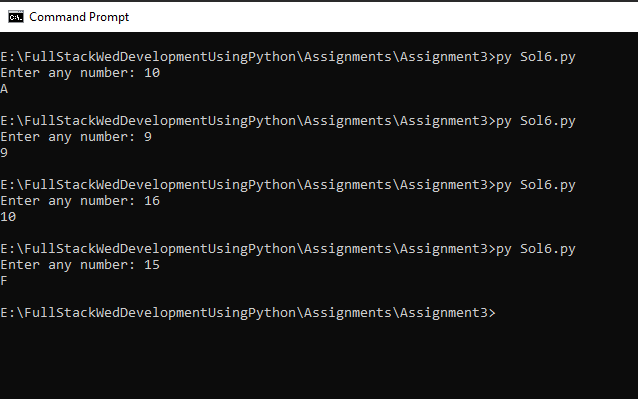 Command Prompt
E:\FullStackWedDevelopmentUsingPython\Assignments\Assignment3>py Sol6.py
Enter any number: 10
A
E:\FullStackWedDevelopmentUsingPython\Assignments\Assignment3>py Sol6.py
Enter any number: 9
9
E:\FullStackWedDevelopmentUsingPython\Assignments\Assignment3>py Sol6.py
Enter any number: 16
10
E:\FullStackWedDevelopmentUsingPython\Assignments\Assignment3>py Sol6.py
Enter any number: 15
F
E:\FullStackWedDevelopmentUsingPython\Assignments\Assignment3>